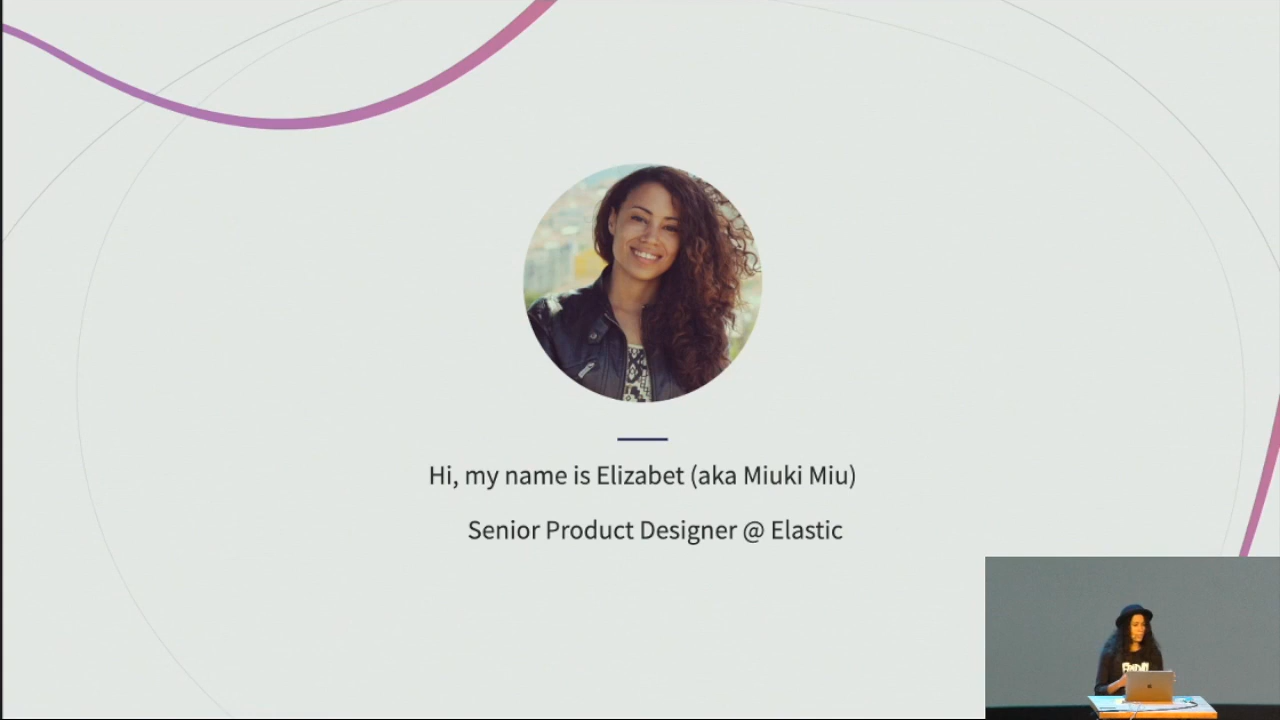 Hi, my name is Elizabet (aka Miuki Miu)
Senior Product Designer @ Elastic